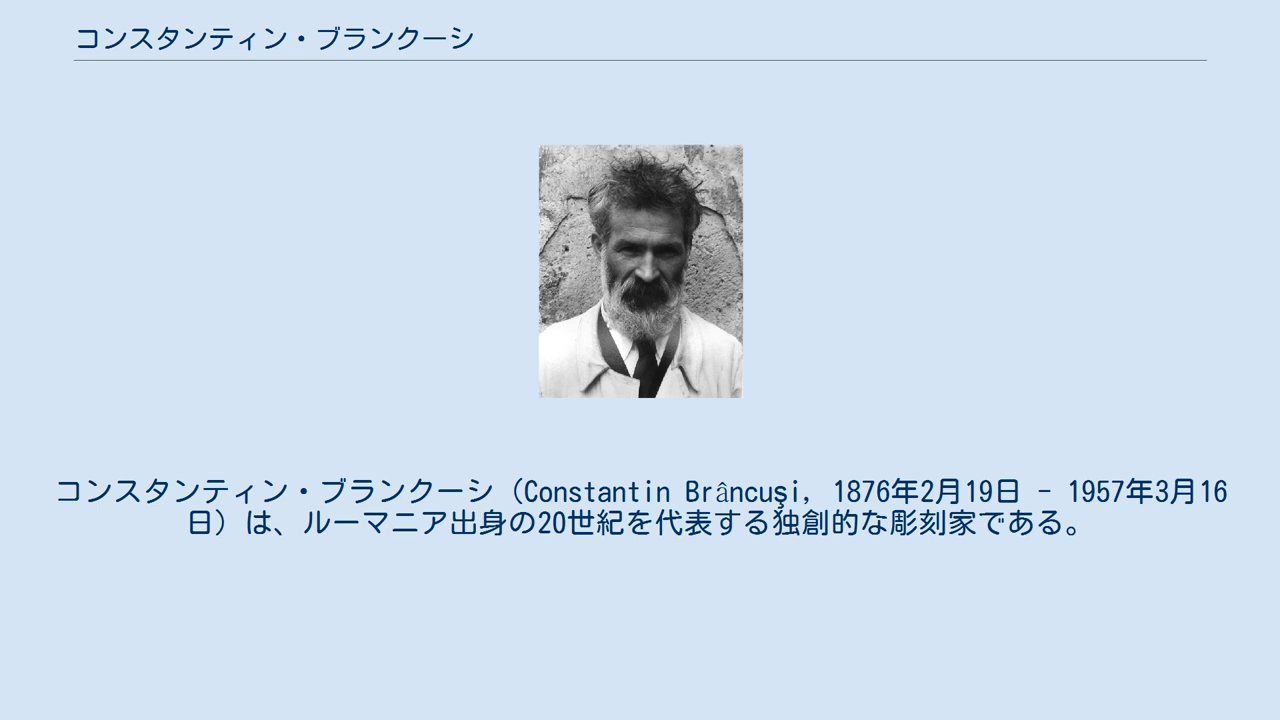 コンスタンティン・ブランクーシ
コンスタンティン・ブランクーシ（Constantin Brâncuşi, 1876年2月19日 - 1957年3月16
日）は、ルーマニア出身の20世紀を代表する独創的な彫刻家である。